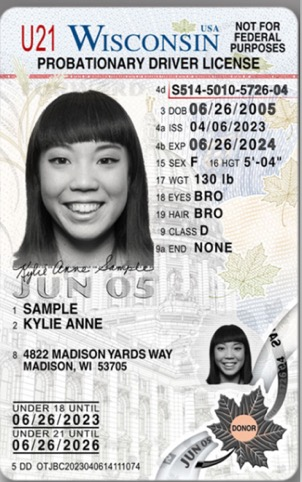 U21 WISCONSIN USA NOT FOR FEDERAL PURPOSES
PROBATIONARY DRIVER LICENSE
4d S514-5010-5726-04
3 DOB 06/26/2005
4a ISS 04/06/2023
4b EXP 06/26/2024
15 SEX F 16 HGT 5'-04"
17 WGT 130 lb
18 EYES BRO
19 HAIR BRO
9 CLASS D
9a END NONE
Kylie Anne Sample
JUN 05
1 SAMPLE
2 KYLIE ANNE
8 4822 MADISON YARDS WAY
MADISON, WI 53705
UNDER 18 UNTIL
06/26/2023
UNDER 21 UNTIL
06/26/2026
DONOR
JUN 05
5 DD OTJBC2023040614111074